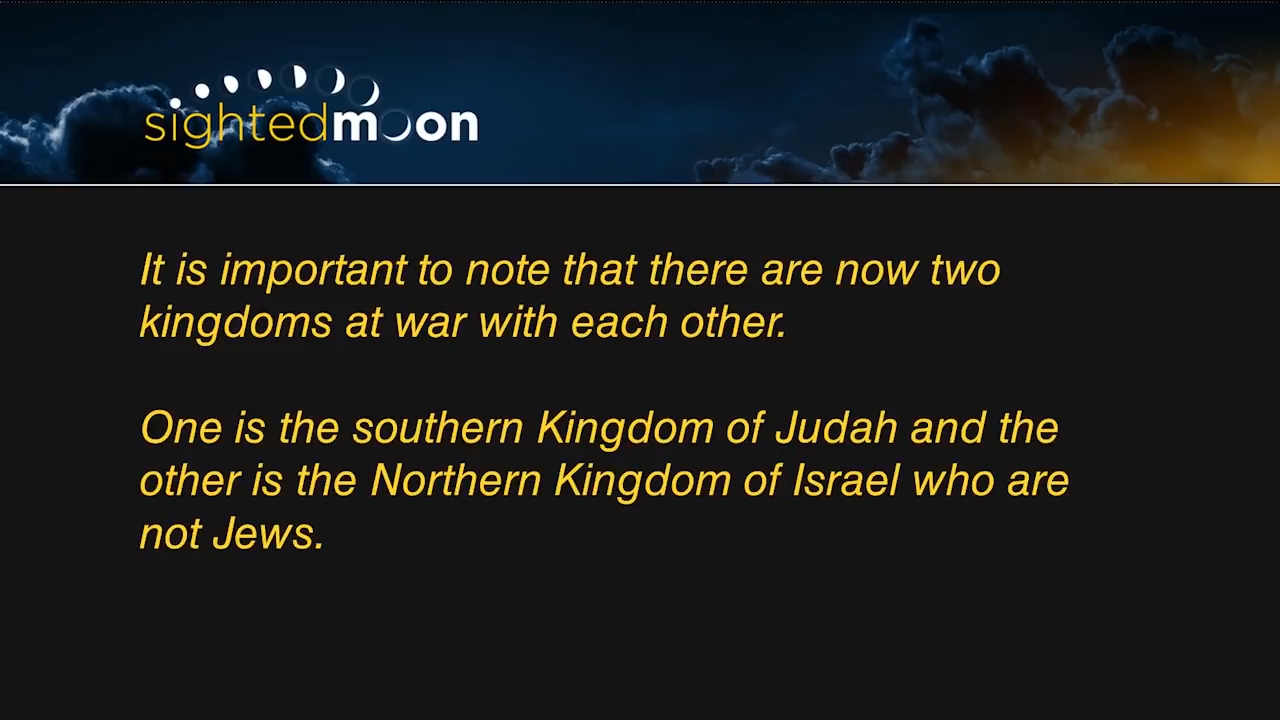 sightedmoon
It is important to note that there are now two
kingdoms at war with each other.
One is the southern Kingdom of Judah and the
other is the Northern Kingdom of Israel who are
not Jews.